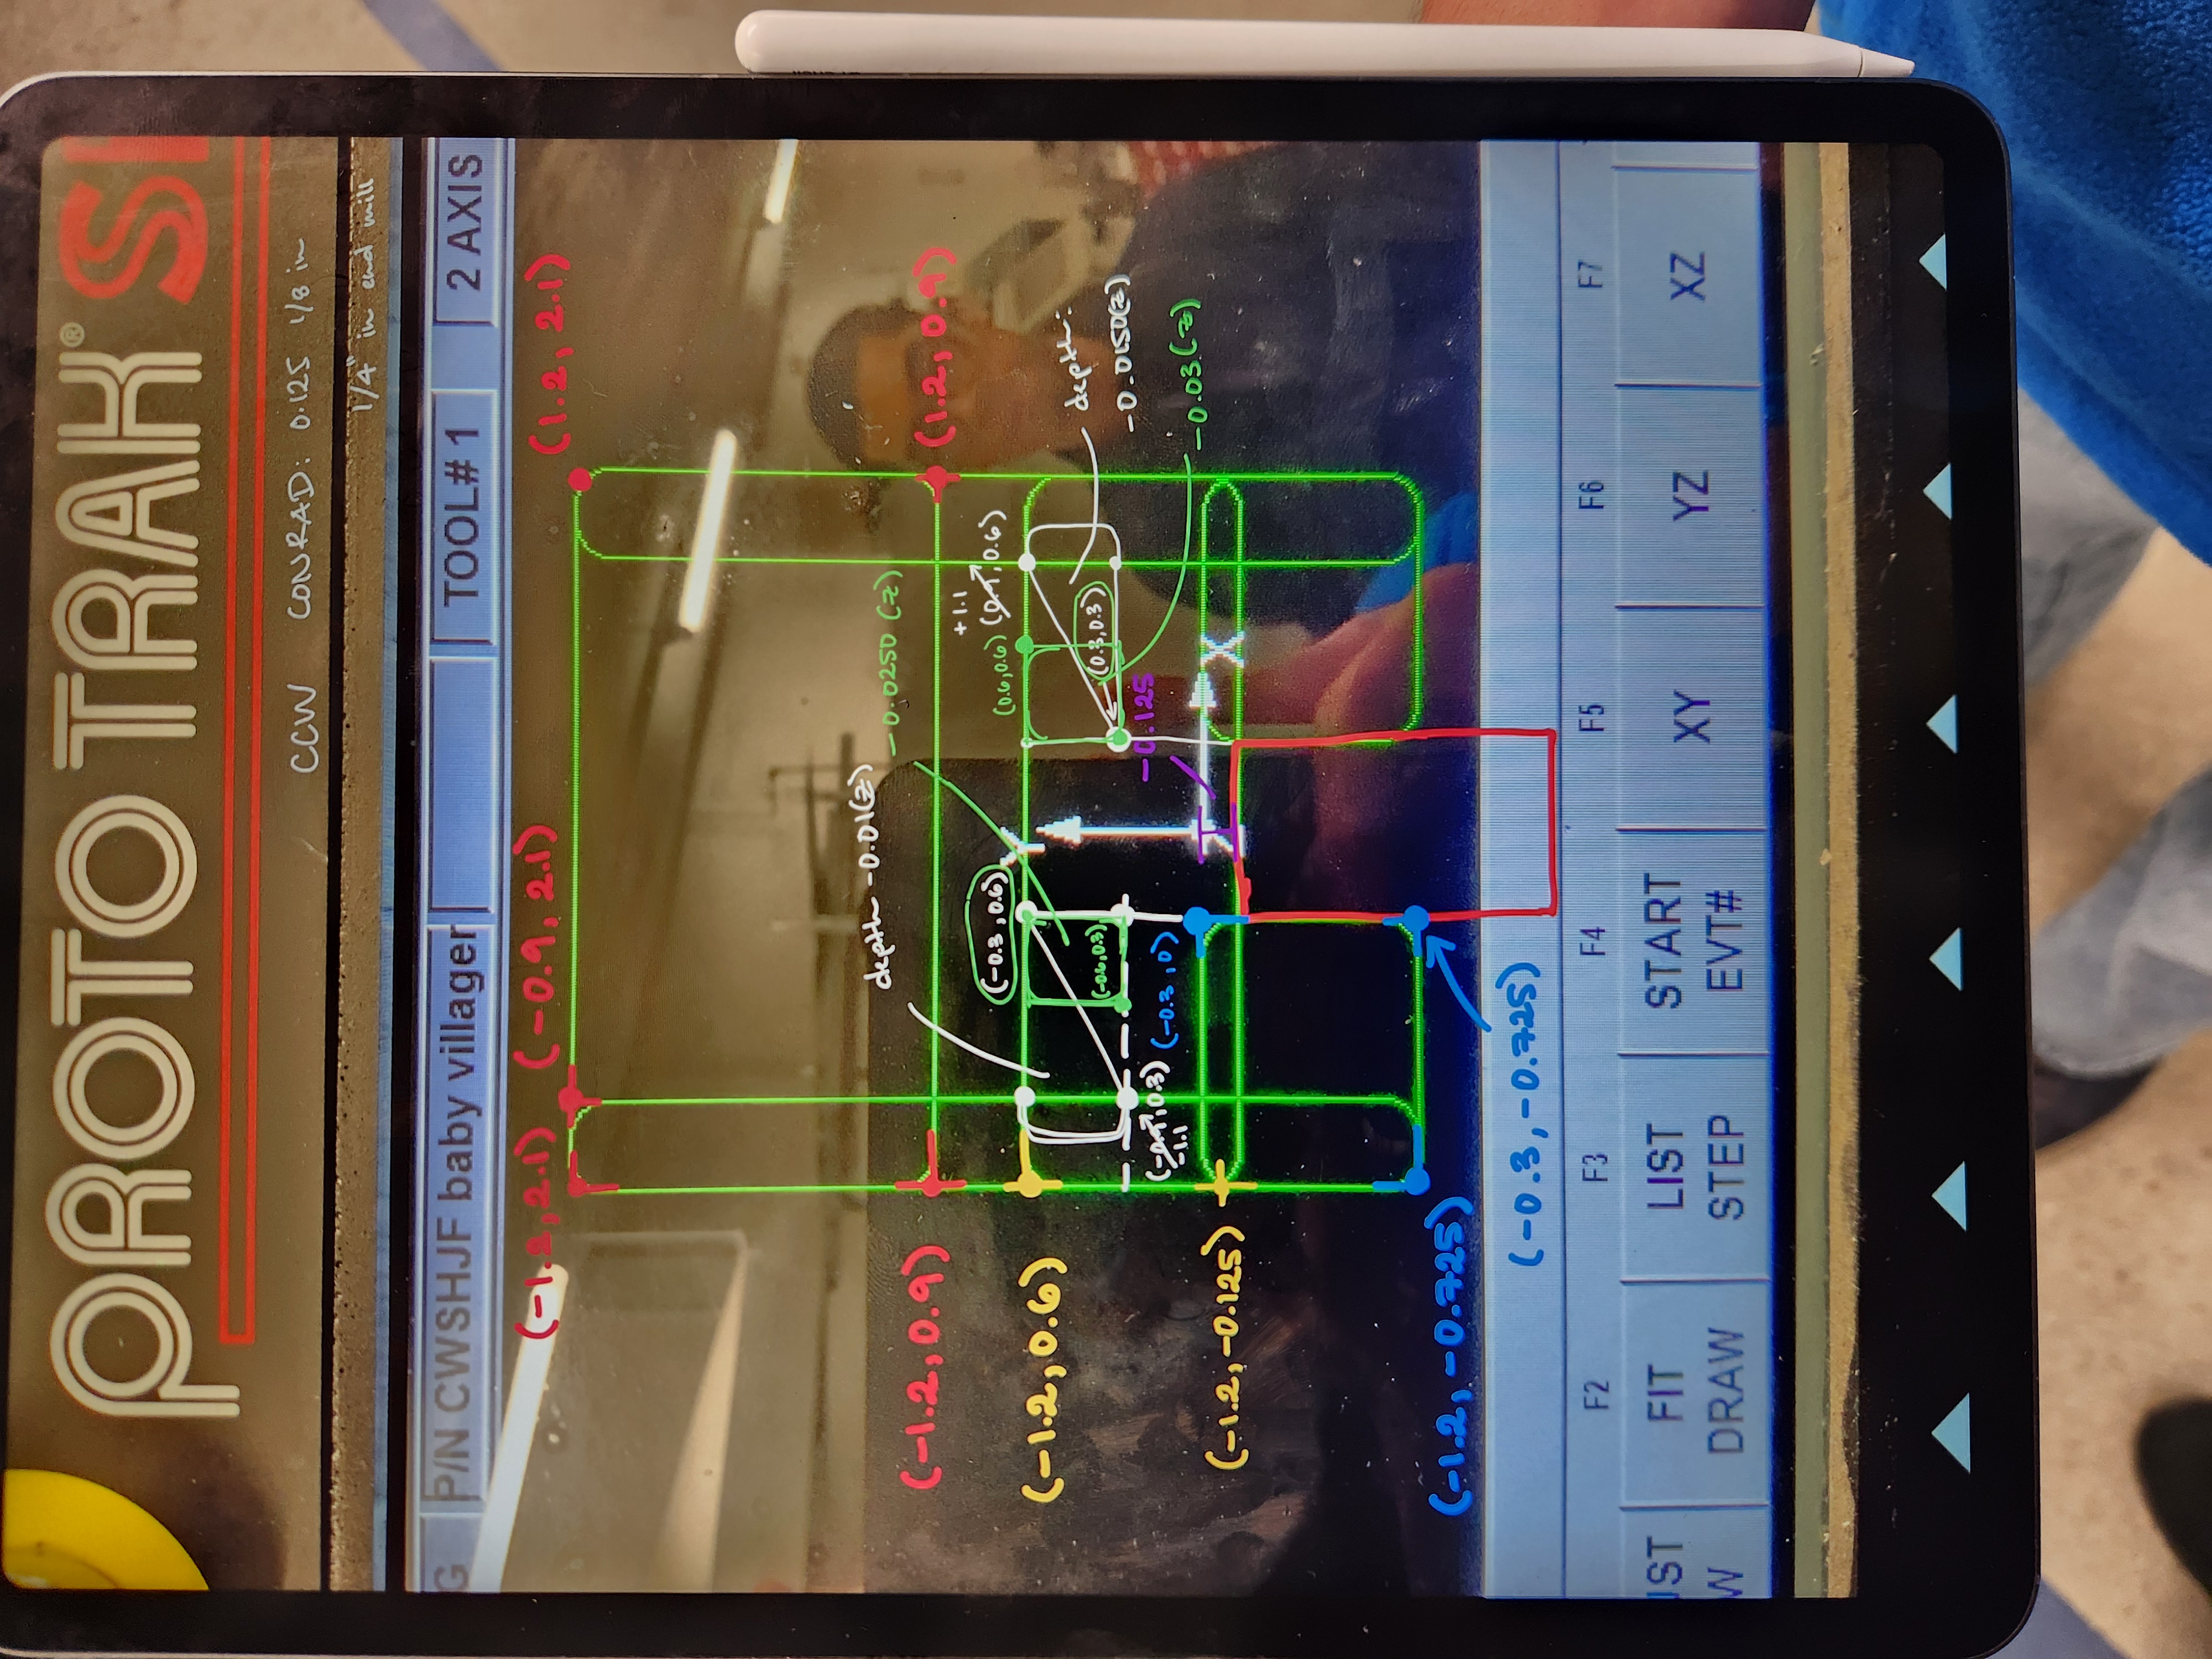 PROTO TRAK®
CCW CONRAD: 0.125 1/8 in
1/4" in end mill
G P/N CWSHJF baby villager TOOL# 1 2 AXIS
(-1.2, 2.1) (-0.9, 2.1) (1.2, 2.1)
depth -0.01(z) -0.0250 (z)
(-1.2, 0.9) (1.2, 0.9)
+1.1
(-0.3, 0.6) (0.6, 0.6) (0.9, 0.6)
Y
(-1.2, 0.6)
depth:
(-0.6, 0.3) (0.3, 0.3)
-0.0150(z)
-0.125
(-0.9, 0.3) (-0.3, 0)
-1.1
-0.03(z)
(-1.2, -0.125) X
(-1.2, -0.725)
(-0.3, -0.725)
F2 F3 F4 F5 F6 F7
FIT LIST START XY YZ XZ
DRAW STEP EVT#